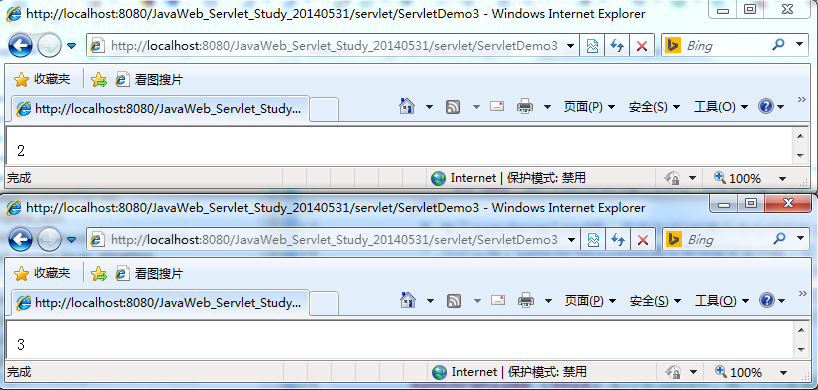 http://localhost:8080/JavaWeb_Servlet_Study_20140531/servlet/ServletDemo3 - Windows Internet Explorer
http://localhost:8080/JavaWeb_Servlet_Study_20140531/servlet/ServletDemo3 Bing
收藏夹 看图搜片
http://localhost:8080/JavaWeb_Servlet_Study... 页面(P) 安全(S) 工具(O) »
2
完成 Internet | 保护模式: 禁用 100%
http://localhost:8080/JavaWeb_Servlet_Study_20140531/servlet/ServletDemo3 - Windows Internet Explorer
http://localhost:8080/JavaWeb_Servlet_Study_20140531/servlet/ServletDemo3 Bing
收藏夹 看图搜片
http://localhost:8080/JavaWeb_Servlet_Study... 页面(P) 安全(S) 工具(O) »
3
完成 Internet | 保护模式: 禁用 100%